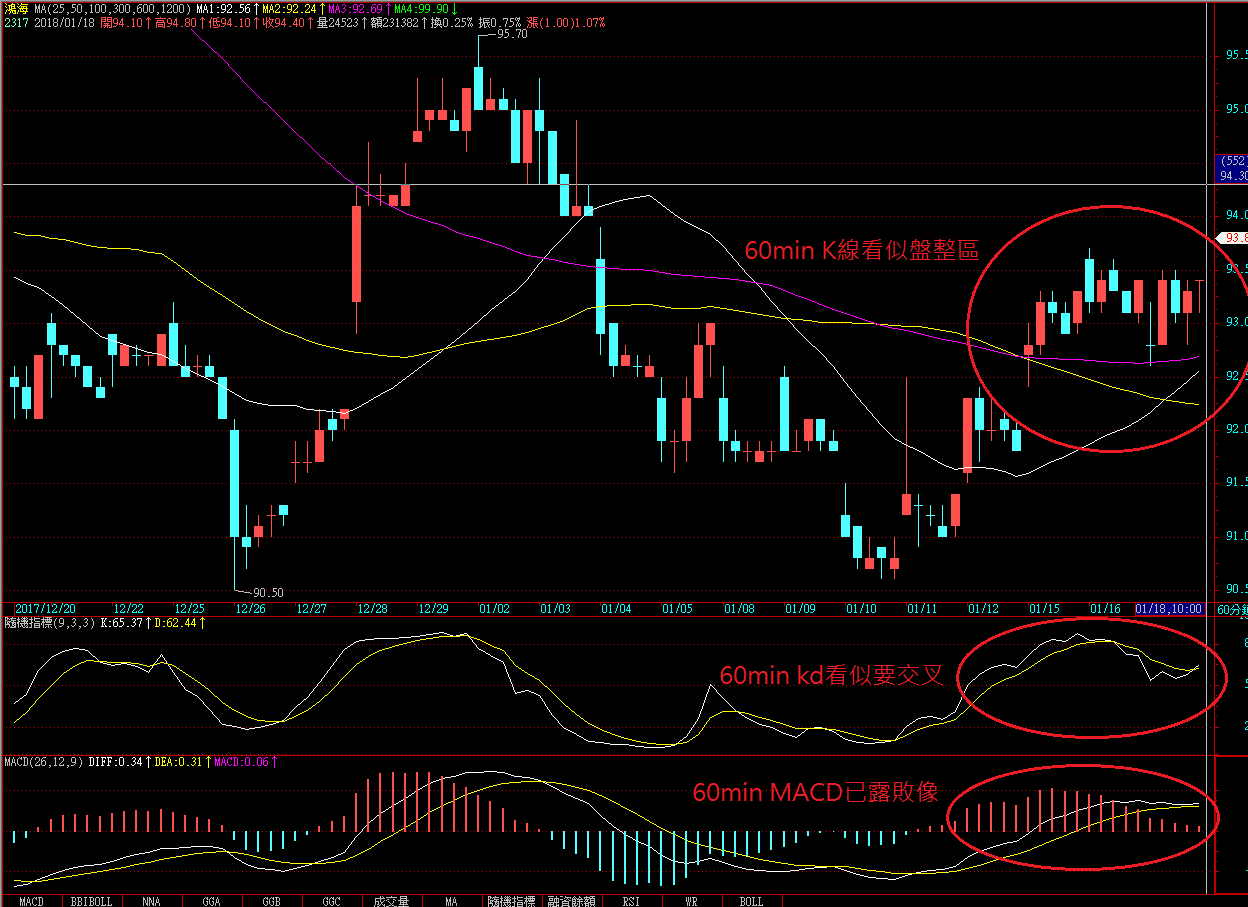 鴻海 MA(25,50,100,300,600,1200) MA1:92.56↑MA2:92.24↑MA3:92.69↑MA4:99.90↓
2317 2018/01/18 開94.10↑高94.80↑低94.10↑收94.40↑量24523↑額231382↑換0.25% 振0.75% 漲(1.00)1.07%
95.70
95.5
95.0
(552)
94.30
94.0
93.8
60min K線看似盤整區
93.5
93.0
92.5
92.0
91.5
91.0
90.50
90.5
2017/12/20 12/22 12/25 12/26 12/27 12/28 12/29 01/02 01/03 01/04 01/05 01/08 01/09 01/10 01/11 01/12 01/15 01/16 01/18,10:00 60分
隨機指標(9,3,3) K:65.37↑D:62.44↑
60min kd看似要交叉
MACD(26,12,9) DIFF:0.34↑DEA:0.31↑MACD:0.06↑
60min MACD已露敗像
MACD BBIBOLL NNA GGA GGB GGC 成交量 MA 隨機指標 融資餘額 RSI WR BOLL